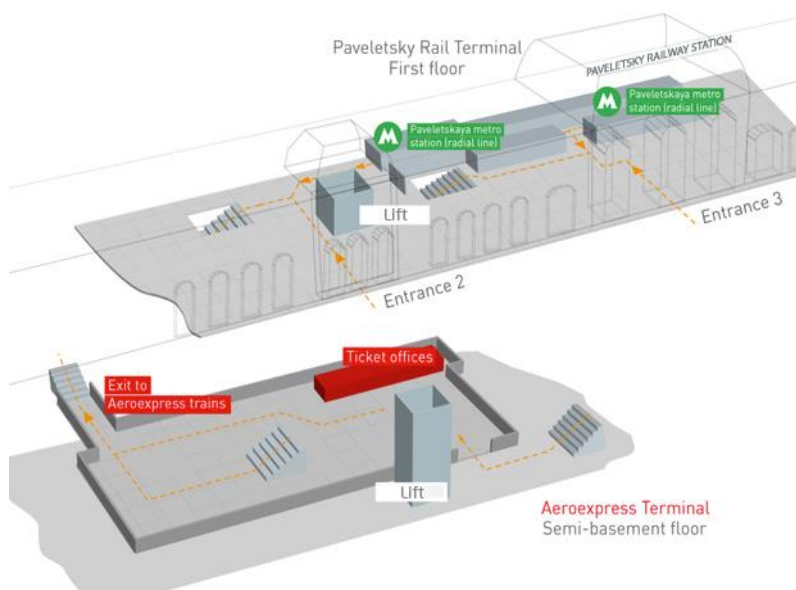 Paveletsky Rail Terminal
First floor
PAVELETSKY RAILWAY STATION
M
Paveletskaya metro
station (radial line)
M
Paveletskaya metro
station (radial line)
Lift
Entrance 3
Entrance 2
Ticket offices
Exit to
Aeroexpress trains
Lift
Aeroexpress Terminal
Semi-basement floor